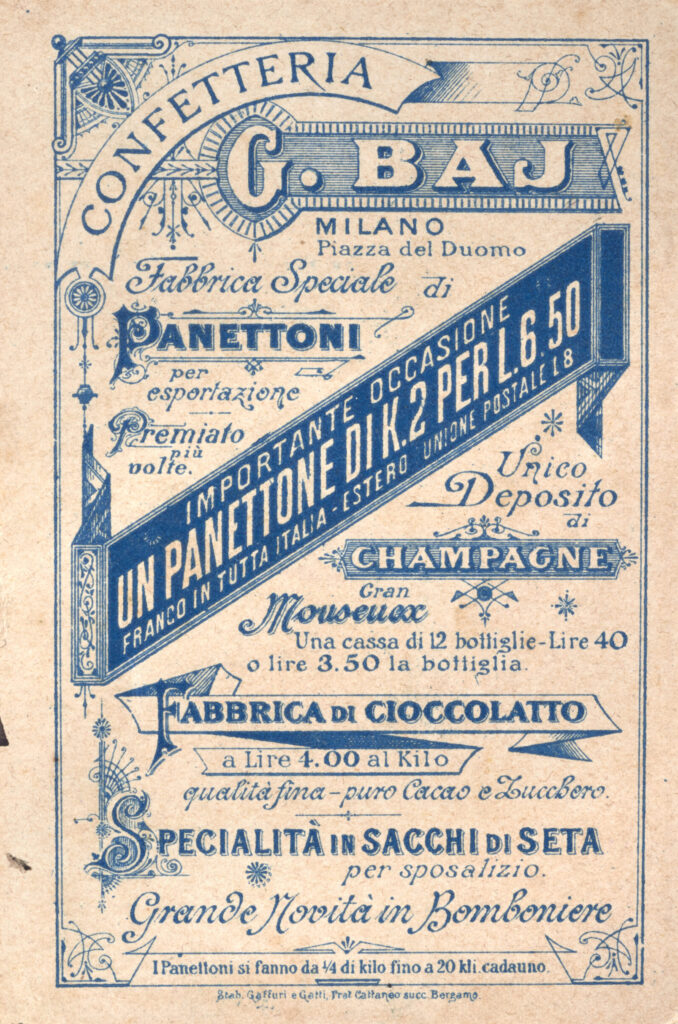 CONFETTERIA
G. BAJ
MILANO
Piazza del Duomo
Fabbrica Speciale di
PANETTONI
per
esportazione
Premiato
più
volte.
IMPORTANTE OCCASIONE
UN PANETTONE DI K. 2 PER L. 6.50
FRANCO IN TUTTA ITALIA - ESTERO UNIONE POSTALE L 8
Unico
Deposito
di
CHAMPAGNE
Gran
Mouseuex
Una cassa di 12 bottiglie - Lire 40
o lire 3.50 la bottiglia.
FABBRICA DI CIOCCOLATTO
a Lire 4.00 al Kilo
qualità fina - puro Cacao e Zucchero.
SPECIALITÀ IN SACCHI DI SETA
per sposalizio.
Grande Novità in Bomboniere
I Panettoni si fanno da ¼ di kilo fino a 20 kli. cadauno.
Stab. Gaffuri e Gatti, Frat Cattaneo succ. Bergamo.